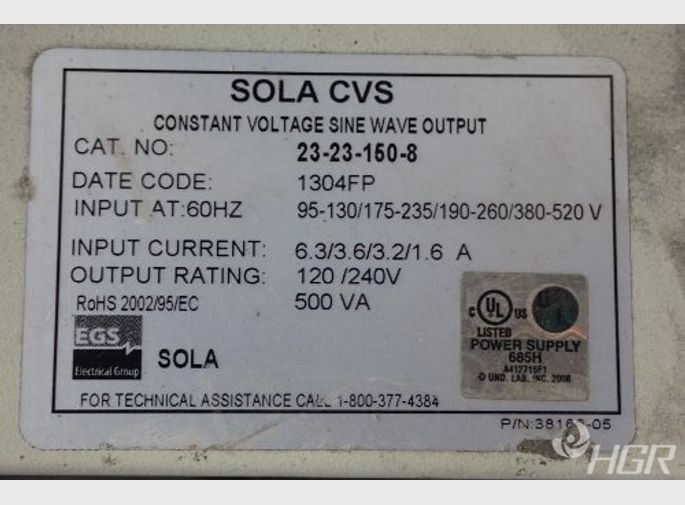 SOLA CVS
CONSTANT VOLTAGE SINE WAVE OUTPUT
CAT. NO: 23-23-150-8
DATE CODE: 1304FP
INPUT AT:60HZ 95-130/175-235/190-260/380-520 V
INPUT CURRENT: 6.3/3.6/3.2/1.6 A
OUTPUT RATING: 120 /240V
RoHS 2002/95/EC 500 VA
C UL US
LISTED
POWER SUPPLY
685H
A412715F1
© UND. LAB. INC. 2008
EGS
Electrical Group
SOLA
FOR TECHNICAL ASSISTANCE CALL 1-800-377-4384
HGR